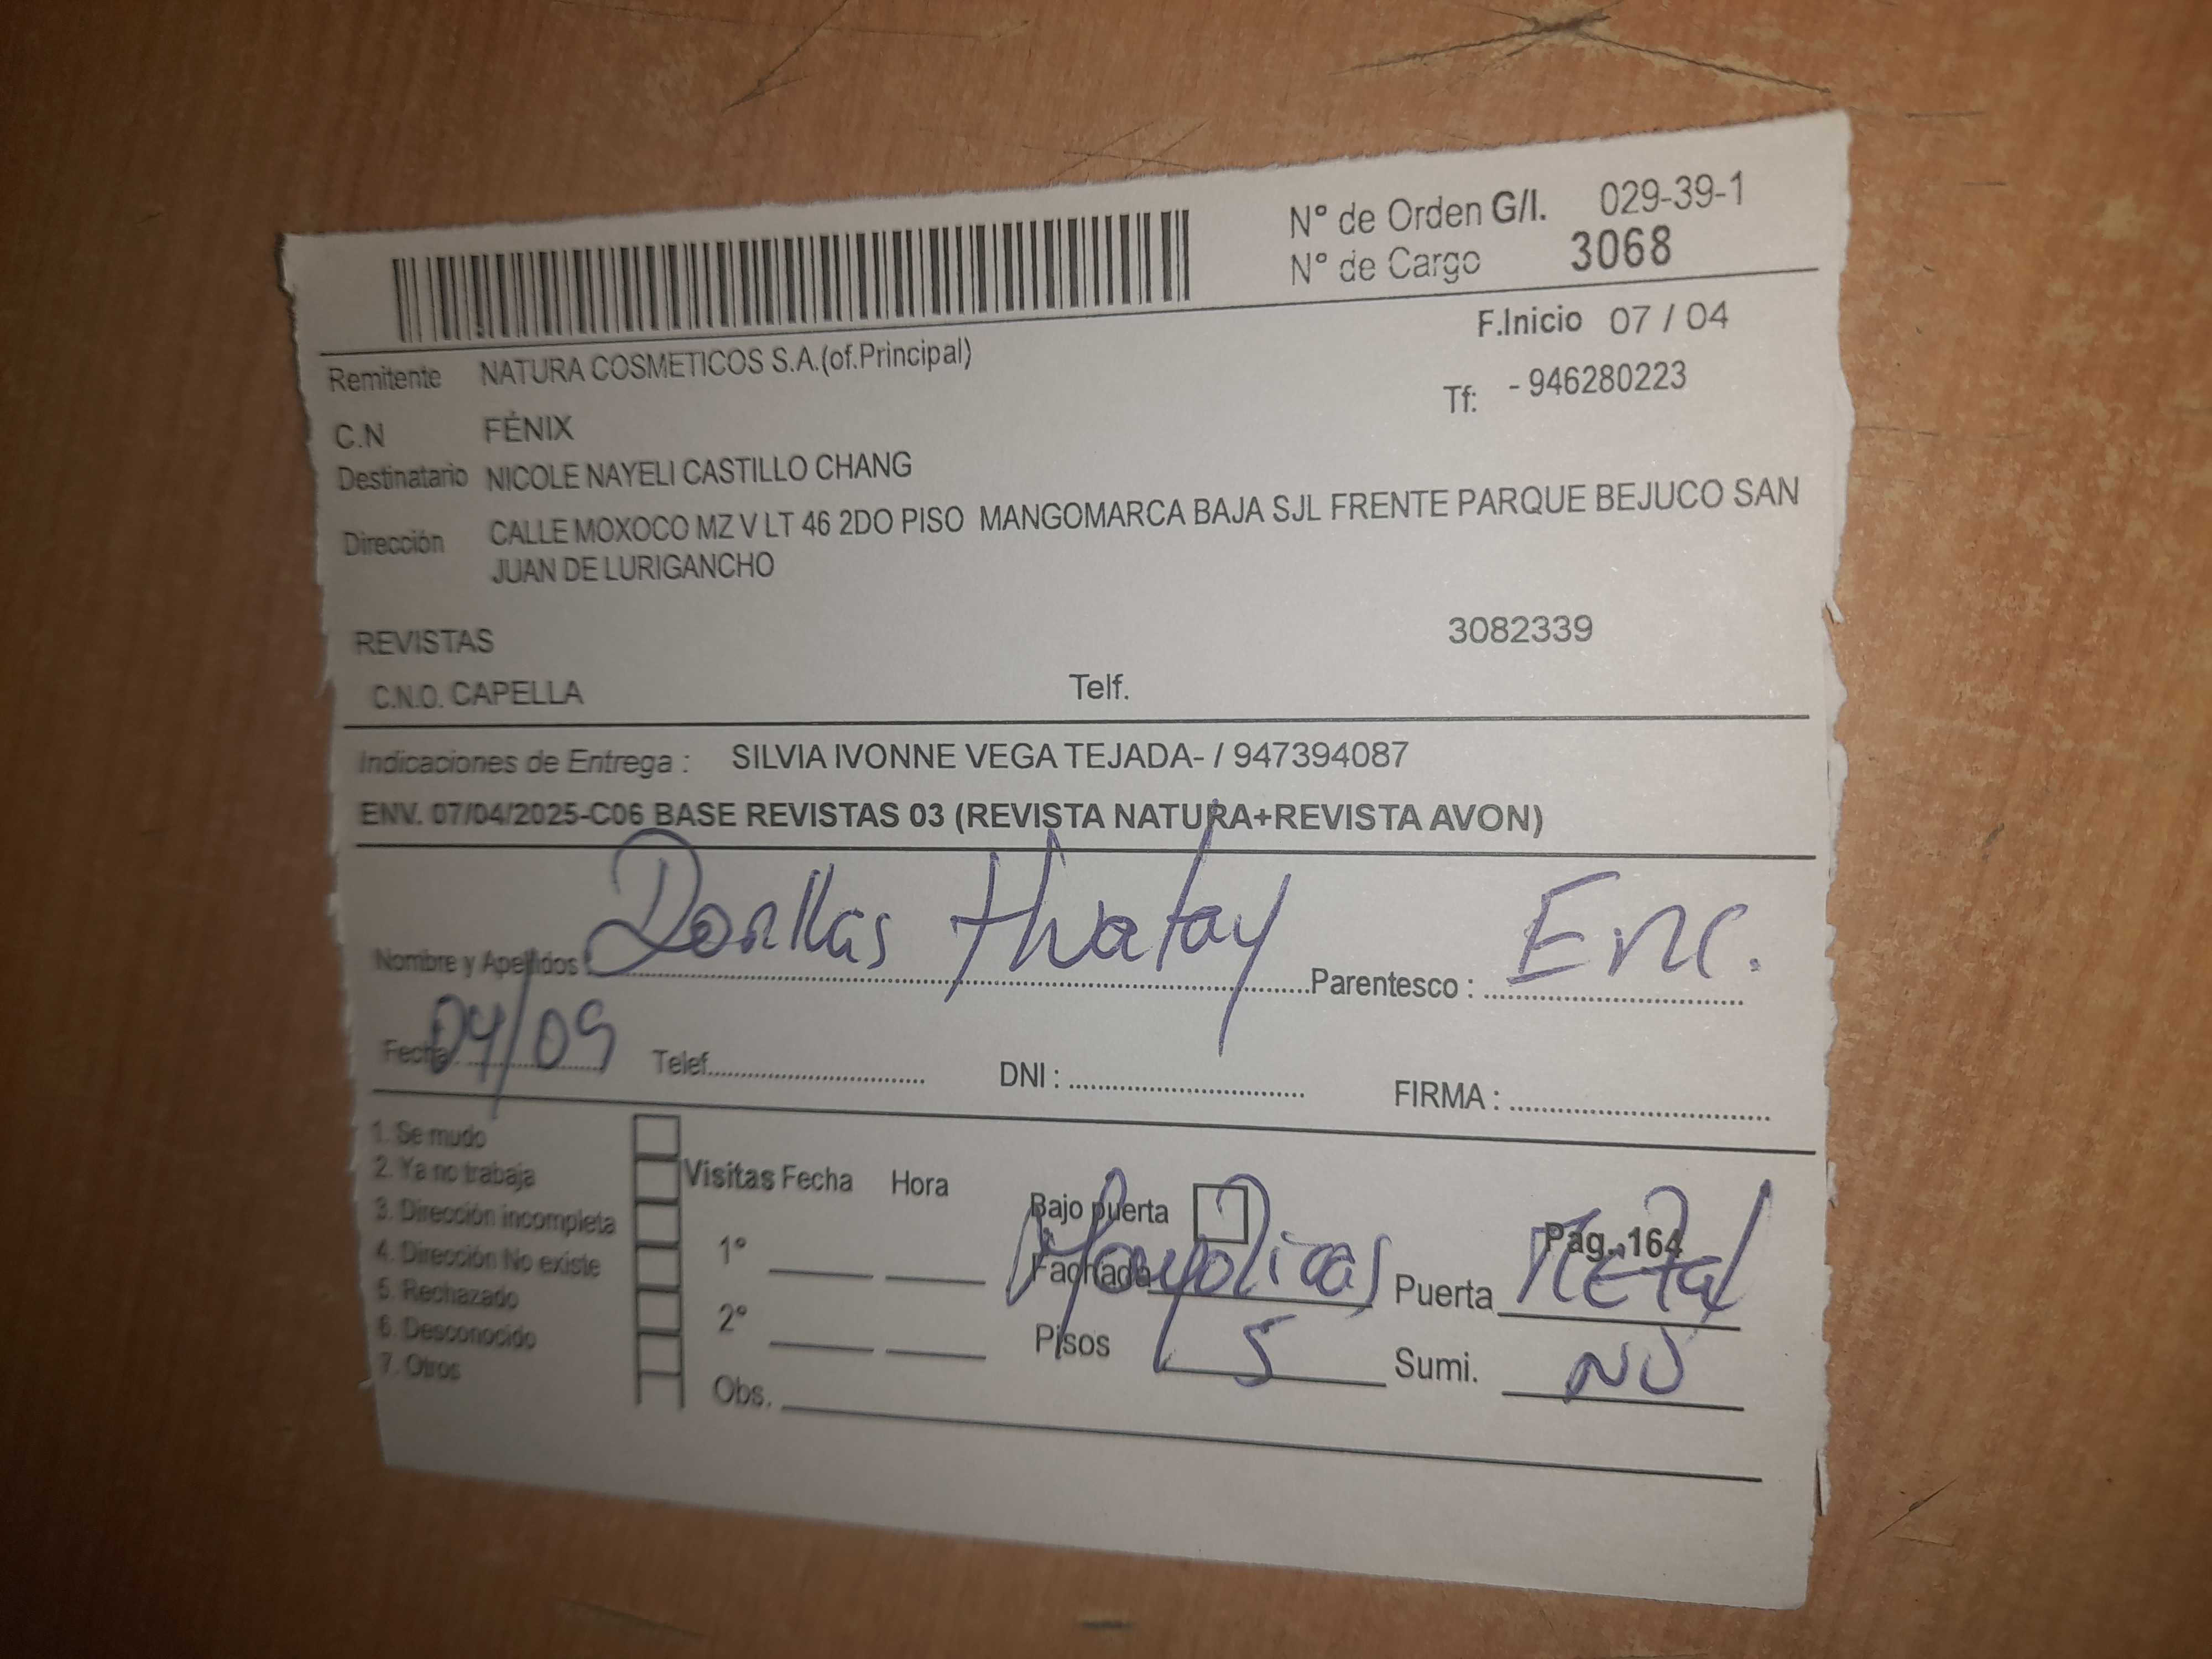 N° de Orden G/I. 029-39-1
N° de Cargo 3068
F.Inicio 07 / 04
Remitente NATURA COSMETICOS S.A.(of.Principal)
Tf: - 946280223
C.N FÉNIX
Destinatario NICOLE NAYELI CASTILLO CHANG
Dirección CALLE MOXOCO MZ V LT 46 2DO PISO MANGOMARCA BAJA SJL FRENTE PARQUE BEJUCO SAN
JUAN DE LURIGANCHO
REVISTAS 3082339
C.N.O. CAPELLA Telf.
Indicaciones de Entrega : SILVIA IVONNE VEGA TEJADA- / 947394087
ENV. 07/04/2025-C06 BASE REVISTAS 03 (REVISTA NATURA+REVISTA AVON)
Nombre y Apellidos Parentesco : Enc.
Fecha 04/09 Telef. DNI : FIRMA :
1. Se mudo
2. Ya no trabaja
3. Dirección incompleta
4. Dirección No existe
5. Rechazado
6. Desconocido
7. Otros
Visitas Fecha Hora
1°
2°
Obs.
Bajo puerta Pág. 164
Fachada Mayolicas Puerta Metal
Pisos 5 Sumi. NO